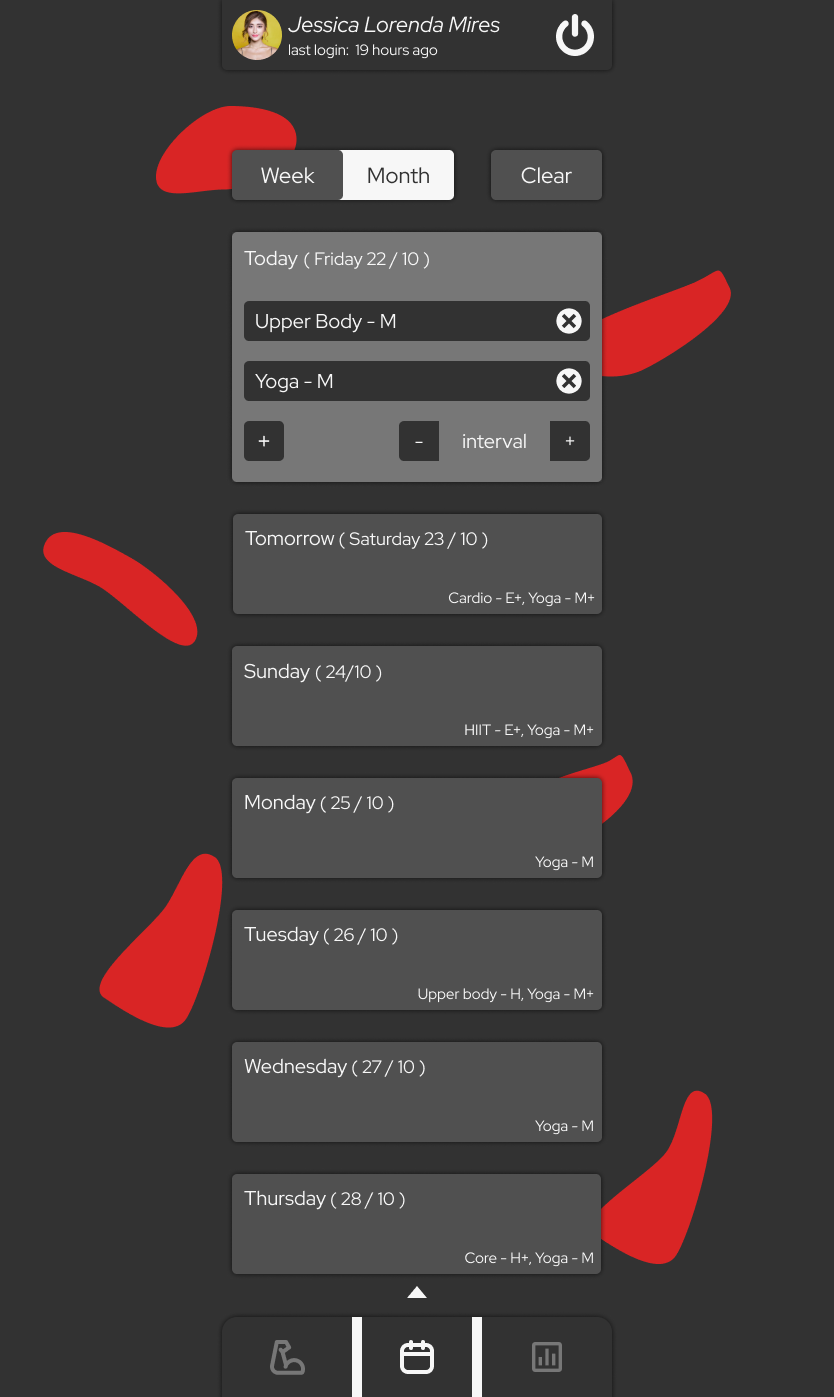 Jessica Lorenda Mires
last login: 19 hours ago
Week Month Clear
Today ( Friday 22 / 10 )
Upper Body - M
Yoga - M
+ - interval +
Tomorrow ( Saturday 23 / 10 )
Cardio - E+, Yoga - M+
Sunday ( 24/10 )
HIIT - E+, Yoga - M+
Monday ( 25 / 10 )
Yoga - M
Tuesday ( 26 / 10 )
Upper body - H, Yoga - M+
Wednesday ( 27 / 10 )
Yoga - M
Thursday ( 28 / 10 )
Core - H+, Yoga - M